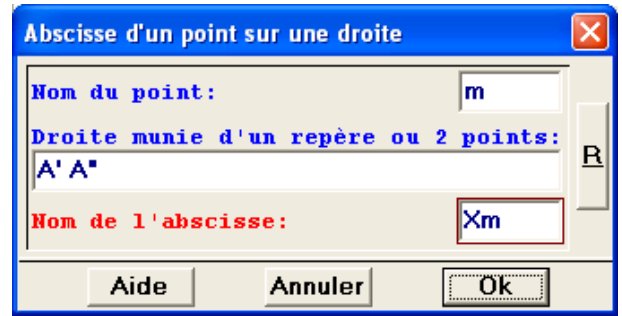 Abscisse d'un point sur une droite
Nom du point: m
Droite munie d'un repère ou 2 points:
A' A"
R
Nom de l'abscisse: Xm
Aide Annuler Ok